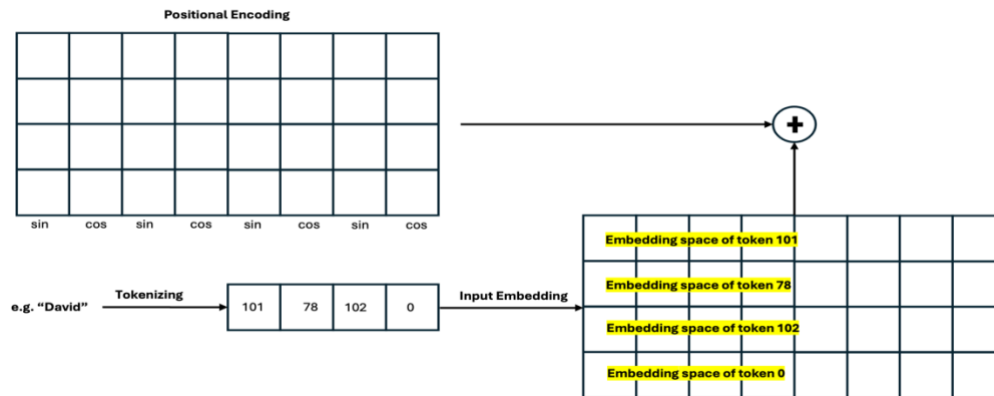 Positional Encoding
sin cos sin cos sin cos sin cos
Embedding space of token 101
Embedding space of token 78
e.g. “David” Tokenizing 101 78 102 0 Input Embedding
Embedding space of token 102
Embedding space of token 0